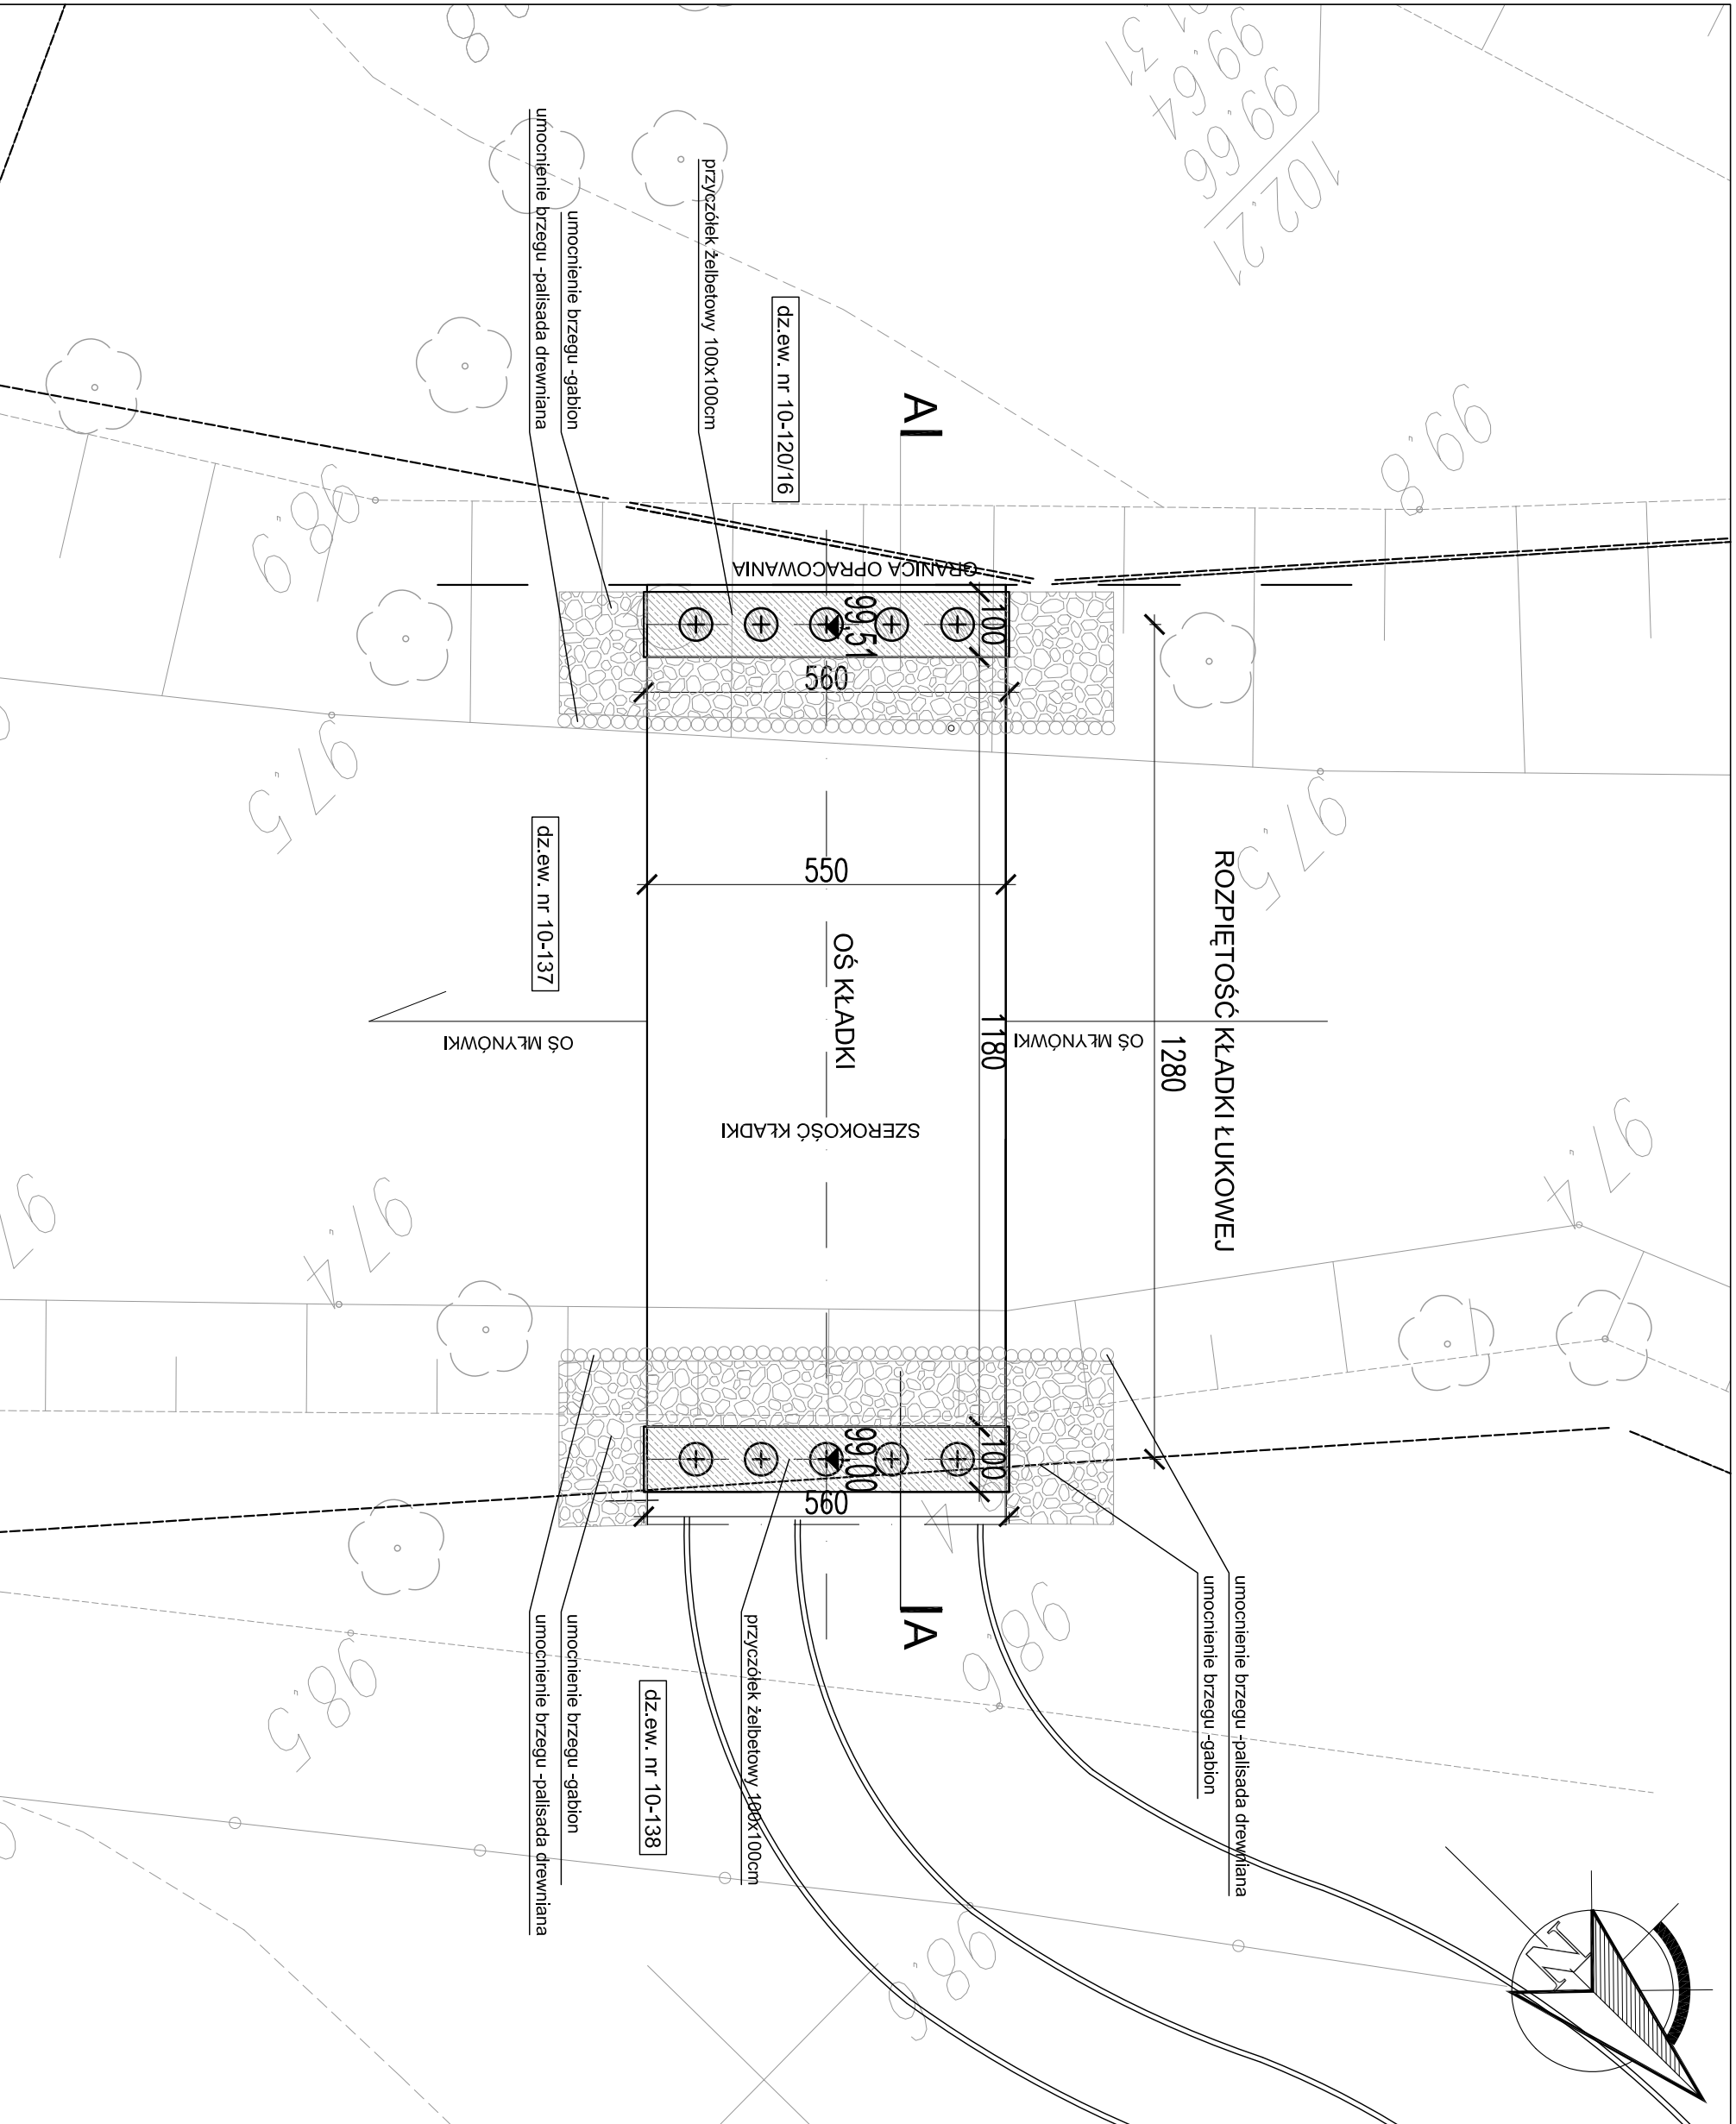 8
99,64
99,66
102,21
umocnienie brzegu -palisada drewniana
umocnienie brzegu -gabion
przyczółek żelbetowy 100x100cm
dz.ew. nr 10-120/16
A
99,8
98,9
GRANICA OPRACOWANIA
99,51
100
560
97,5
97,5
550
dz.ew. nr 10-137
OŚ KŁADKI
ROZPIĘTOŚĆ KŁADKI ŁUKOWEJ
OŚ MŁYNÓWKI
1180
OŚ MŁYNÓWKI
1280
SZEROKOŚĆ KŁADKI
97,4
97,4
97
99,00
100
560
4
A
98,6
98,5
umocnienie brzegu -palisada drewniana
umocnienie brzegu -gabion
przyczółek żelbetowy 100x100cm
dz.ew. nr 10-138
umocnienie brzegu -gabion
umocnienie brzegu -palisada drewniana
N